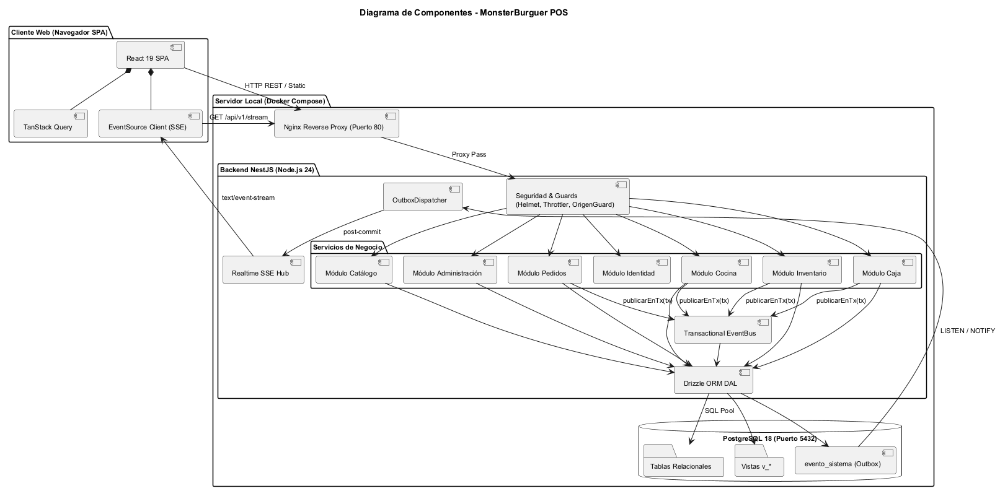 Diagrama de Componentes - MonsterBurguer POS
Cliente Web (Navegador SPA)
React 19 SPA
HTTP REST / Static
TanStack Query
EventSource Client (SSE)
GET /api/v1/stream
Servidor Local (Docker Compose)
Nginx Reverse Proxy (Puerto 80)
Proxy Pass
Backend NestJS (Node.js 24)
OutboxDispatcher
Seguridad & Guards
(Helmet, Throttler, OrigenGuard)
text/event-stream
post-commit
Servicios de Negocio
Realtime SSE Hub
Módulo Catálogo
Módulo Administración
Módulo Pedidos
Módulo Identidad
Módulo Cocina
Módulo Inventario
Módulo Caja
publicarEnTx(tx)
publicarEnTx(tx)
publicarEnTx(tx)
publicarEnTx(tx)
Transactional EventBus
LISTEN / NOTIFY
Drizzle ORM DAL
SQL Pool
PostgreSQL 18 (Puerto 5432)
Tablas Relacionales
Vistas v_*
evento_sistema (Outbox)